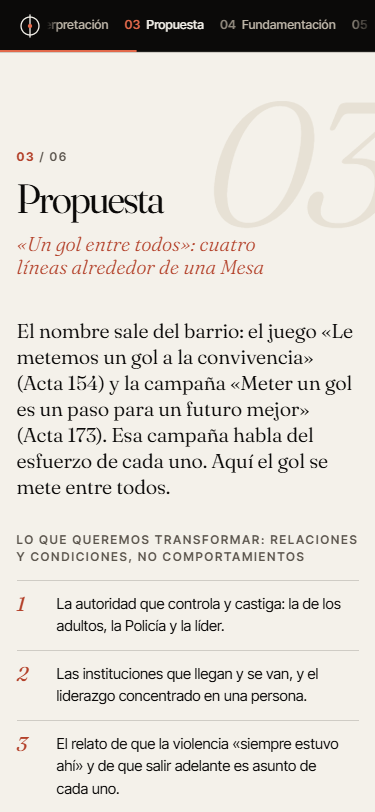 rpretación 03 Propuesta 04 Fundamentación 05
03
03 / 06
Propuesta
«Un gol entre todos»: cuatro
líneas alrededor de una Mesa
El nombre sale del barrio: el juego «Le
metemos un gol a la convivencia»
(Acta 154) y la campaña «Meter un gol
es un paso para un futuro mejor»
(Acta 173). Esa campaña habla del
esfuerzo de cada uno. Aquí el gol se
mete entre todos.
LO QUE QUEREMOS TRANSFORMAR: RELACIONES
Y CONDICIONES, NO COMPORTAMIENTOS
1 La autoridad que controla y castiga: la de los
adultos, la Policía y la líder.
2 Las instituciones que llegan y se van, y el
liderazgo concentrado en una persona.
3 El relato de que la violencia «siempre estuvo
ahí» y de que salir adelante es asunto de
cada uno.